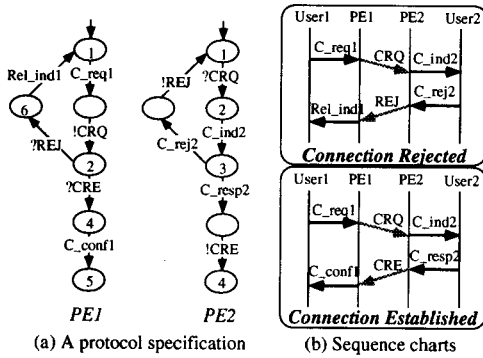 1
C_req1
!CRQ
2
?CRE
4
C_conf1
5
Rel_ind1
6
?REJ
PE1
1
?CRQ
2
C_ind2
3
C_resp2
!CRE
4
!REJ
C_rej2
PE2
(a) A protocol specification
User1 PE1 PE2 User2
C_req1 CRQ C_ind2
Rel_ind1 REJ C_rej2
Connection Rejected
User1 PE1 PE2 User2
C_req1 CRQ C_ind2
C_conf1 CRE C_resp2
Connection Established
(b) Sequence charts